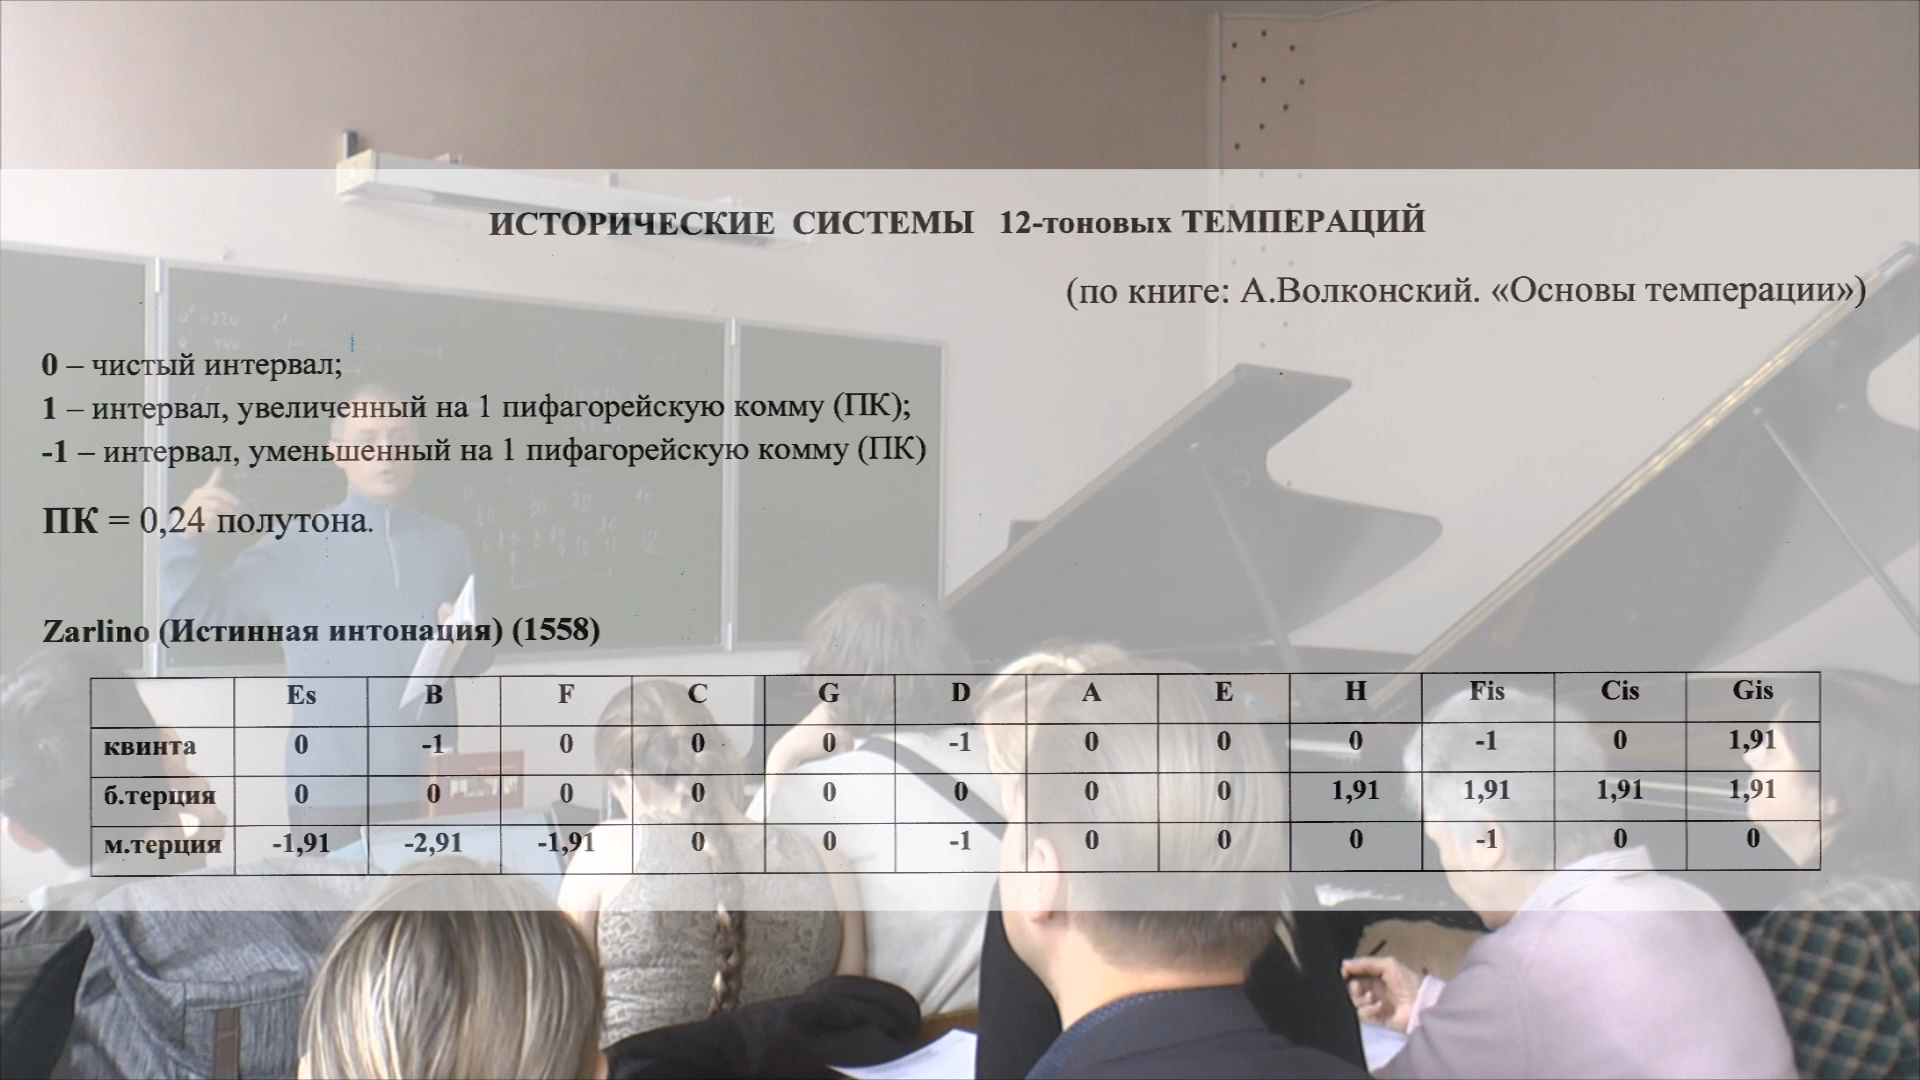 ИСТОРИЧЕСКИЕ СИСТЕМЫ 12-тоновых ТЕМПЕРАЦИЙ
(по книге: А.Волконский. «Основы темперации»)
0 – чистый интервал;
1 – интервал, увеличенный на 1 пифагорейскую комму (ПК);
-1 – интервал, уменьшенный на 1 пифагорейскую комму (ПК)
ПК = 0,24 полутона.
Zarlino (Истинная интонация) (1558)
Es B F C G D A E H Fis Cis Gis
квинта 0 -1 0 0 0 -1 0 0 0 -1 0 1,91
б.терция 0 0 0 0 0 0 0 0 1,91 1,91 1,91 1,91
м.терция -1,91 -2,91 -1,91 0 0 -1 0 0 0 -1 0 0